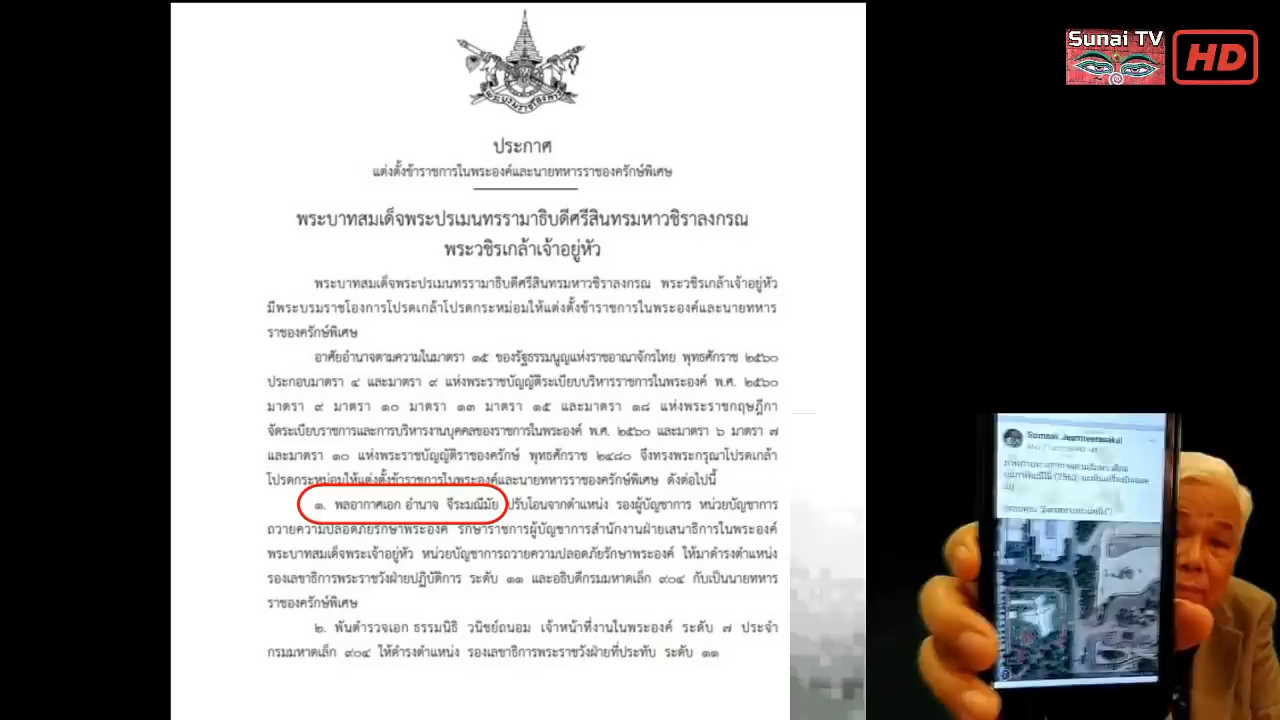 Sunai TV
HD
พระบรมราชโองการ
ประกาศ
แต่งตั้งข้าราชการในพระองค์และนายทหารราชองครักษ์พิเศษ
พระบาทสมเด็จพระปรเมนทรรามาธิบดีศรีสินทรมหาวชิราลงกรณ
พระวชิรเกล้าเจ้าอยู่หัว
พระบาทสมเด็จพระปรเมนทรรามาธิบดีศรีสินทรมหาวชิราลงกรณ พระวชิรเกล้าเจ้าอยู่หัว
มีพระบรมราชโองการโปรดเกล้าโปรดกระหม่อมให้แต่งตั้งข้าราชการในพระองค์และนายทหาร
ราชองครักษ์พิเศษ
อาศัยอำนาจตามความในมาตรา ๑๕ ของรัฐธรรมนูญแห่งราชอาณาจักรไทย พุทธศักราช ๒๕๖๐
ประกอบมาตรา ๔ และมาตรา ๙ แห่งพระราชบัญญัติระเบียบบริหารราชการในพระองค์ พ.ศ. ๒๕๖๐
มาตรา ๙ มาตรา ๑๐ มาตรา ๑๓ มาตรา ๑๕ และมาตรา ๑๘ แห่งพระราชกฤษฎีกา
จัดระเบียบราชการและการบริหารงานบุคคลของราชการในพระองค์ พ.ศ. ๒๕๖๐ และมาตรา ๖ มาตรา ๗
และมาตรา ๑๐ แห่งพระราชบัญญัติราชองครักษ์ พุทธศักราช ๒๔๘๐ จึงทรงพระกรุณาโปรดเกล้า
โปรดกระหม่อมให้แต่งตั้งข้าราชการในพระองค์และนายทหารราชองครักษ์พิเศษ ดังต่อไปนี้
๑. พลอากาศเอก อำนาจ จีระมณีมัย ปรับโอนจากตำแหน่ง รองผู้บัญชาการ หน่วยบัญชาการ
ถวายความปลอดภัยรักษาพระองค์ รักษาราชการผู้บัญชาการสำนักงานฝ่ายเสนาธิการในพระองค์
พระบาทสมเด็จพระเจ้าอยู่หัว หน่วยบัญชาการถวายความปลอดภัยรักษาพระองค์ ให้มาดำรงตำแหน่ง
รองเลขาธิการพระราชวังฝ่ายปฏิบัติการ ระดับ ๑๑ และอธิบดีกรมมหาดเล็ก ๙๐๔ กับเป็นนายทหาร
ราชองครักษ์พิเศษ
๒. พันตำรวจเอก ธรรมนิธิ วนิชย์ถนอม เจ้าหน้าที่งานในพระองค์ ระดับ ๗ ประจำ
กรมมหาดเล็ก ๙๐๔ ให้ดำรงตำแหน่ง รองเลขาธิการพระราชวังฝ่ายที่ประทับ ระดับ ๑๑
Somsak Jeamteerasakul